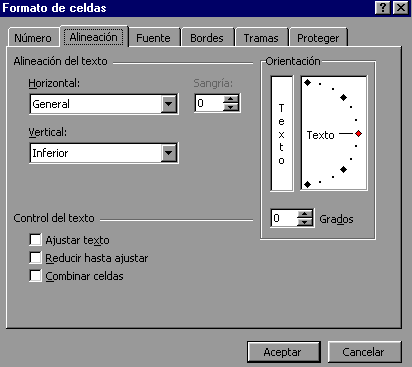 Formato de celdas
Número Alineación Fuente Bordes Tramas Proteger
Alineación del texto
Horizontal:
General
Sangría:
0
Vertical:
Inferior
Control del texto
Ajustar texto
Reducir hasta ajustar
Combinar celdas
Orientación
Texto
Texto
0 Grados
Aceptar Cancelar